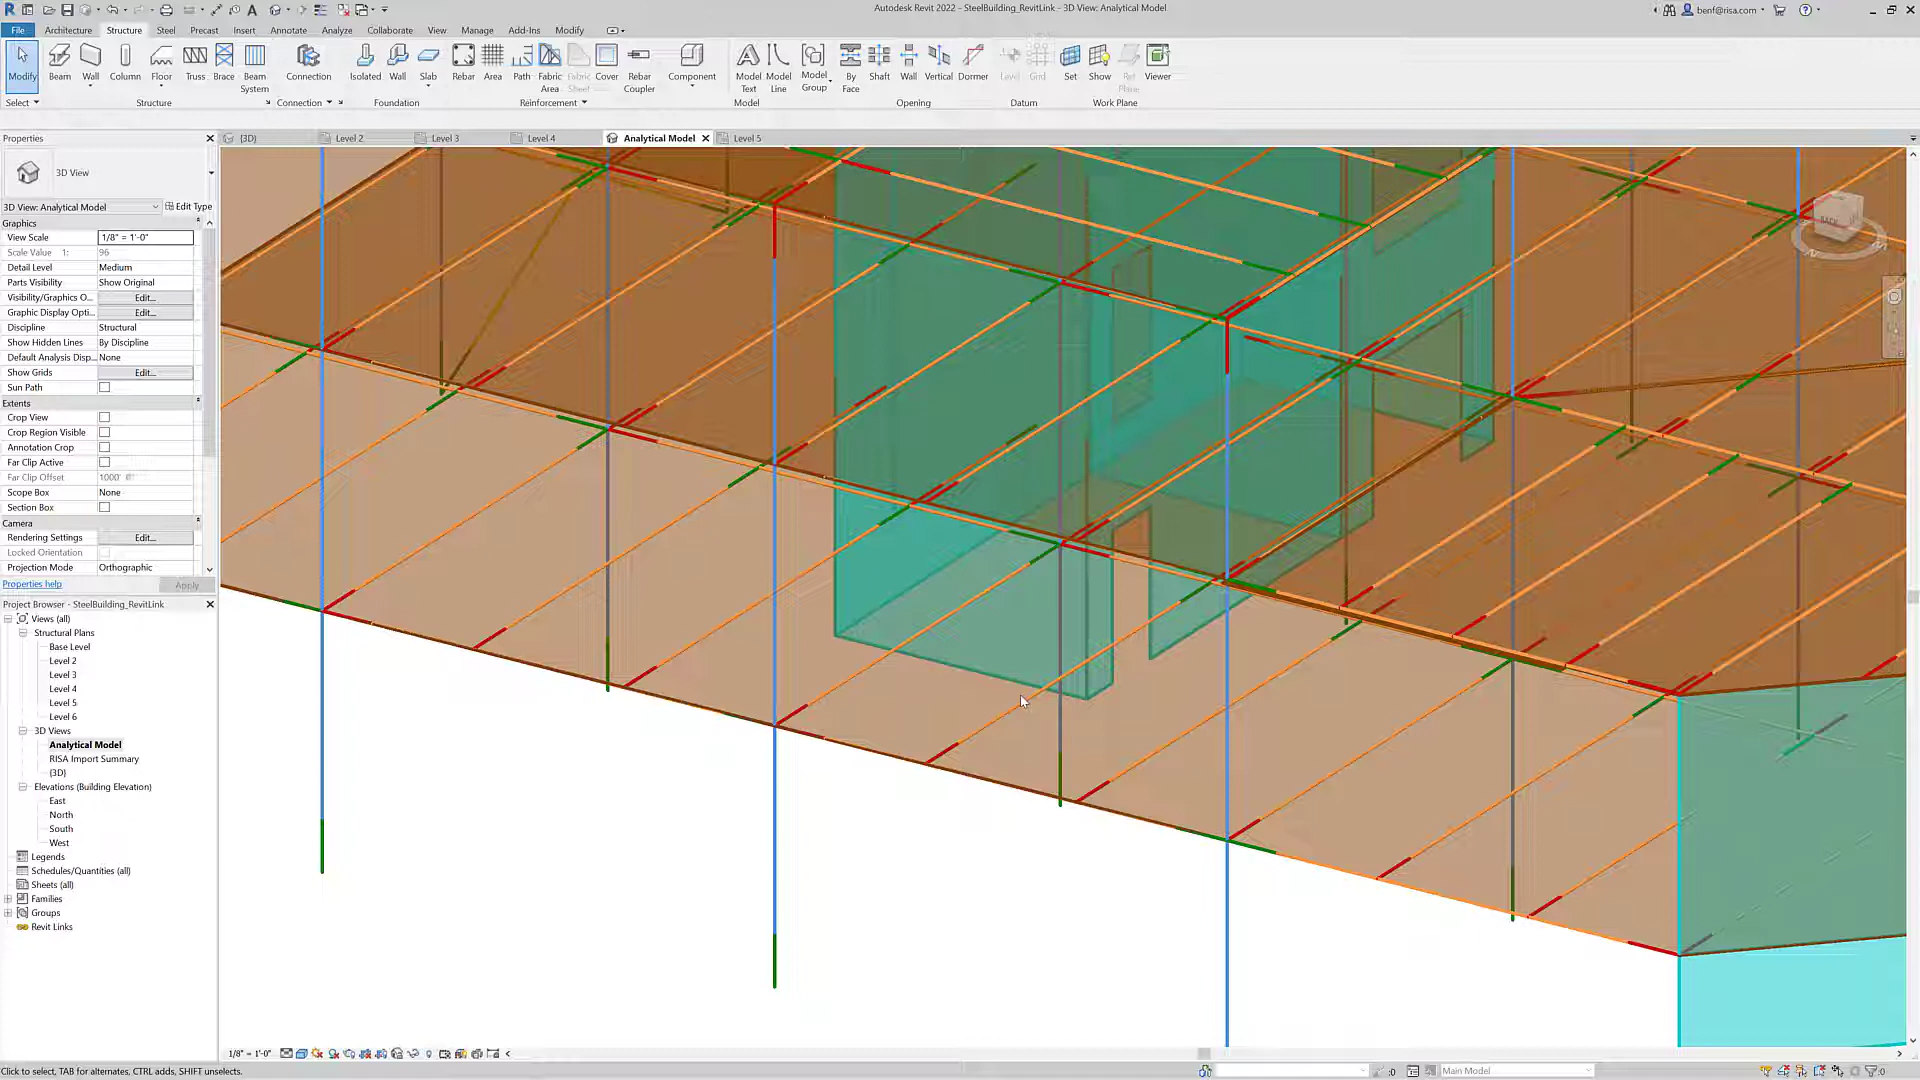 Autodesk Revit 2022 - SteelBuilding_RevitLink - 3D View: Analytical Model
benf@risa.com
File Architecture Structure Steel Precast Insert Annotate Analyze Collaborate View Manage Add-Ins Modify
Modify Beam Wall Column Floor Truss Brace Beam System Connection Isolated Wall Slab Rebar Area Path Fabric Area Fabric Sheet Cover Rebar Coupler Component Model Text Model Line Model Group By Face Shaft Wall Vertical Dormer Level Grid Set Show Ref Plane Viewer
Select Structure Connection Foundation Reinforcement Model Opening Datum Work Plane
Properties
{3D} Level 2 Level 3 Level 4 Analytical Model Level 5
3D View
3D View: Analytical Model Edit Type
Graphics
View Scale 1/8" = 1'-0"
Scale Value 1: 96
Detail Level Medium
Parts Visibility Show Original
Visibility/Graphics O... Edit...
Graphic Display Opti... Edit...
Discipline Structural
Show Hidden Lines By Discipline
Default Analysis Disp... None
Show Grids Edit...
Sun Path
Extents
Crop View
Crop Region Visible
Annotation Crop
Far Clip Active
Far Clip Offset 1000' 0"
Scope Box None
Section Box
Camera
Rendering Settings Edit...
Locked Orientation
Projection Mode Orthographic
Properties help Apply
Project Browser - SteelBuilding_RevitLink
Views (all)
Structural Plans
Base Level
Level 2
Level 3
Level 4
Level 5
Level 6
3D Views
Analytical Model
RISA Import Summary
{3D}
Elevations (Building Elevation)
East
North
South
West
Legends
Schedules/Quantities (all)
Sheets (all)
Families
Groups
Revit Links
BACK
1/8" = 1'-0"
Click to select, TAB for alternates, CTRL adds, SHIFT unselects.
:0
Main Model
:0